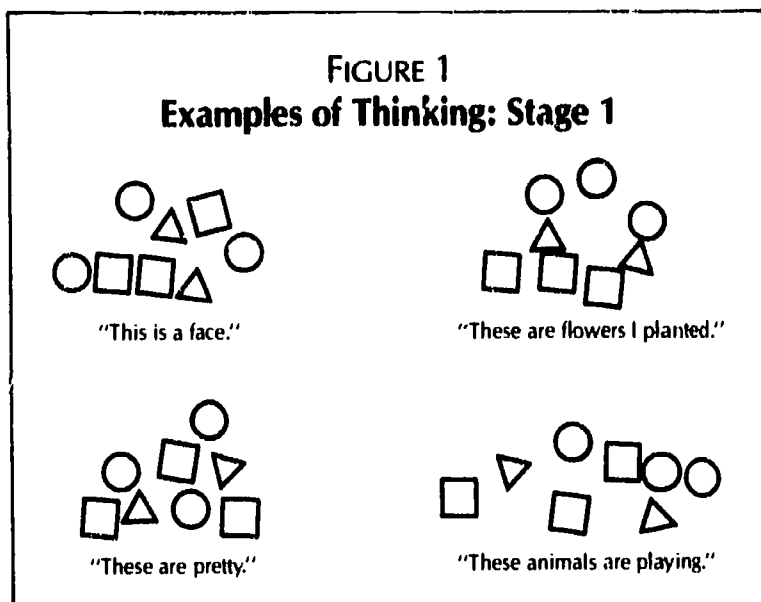 FIGURE 1
Examples of Thinking: Stage 1
"This is a face."
"These are flowers I planted."
"These are pretty."
"These animals are playing."